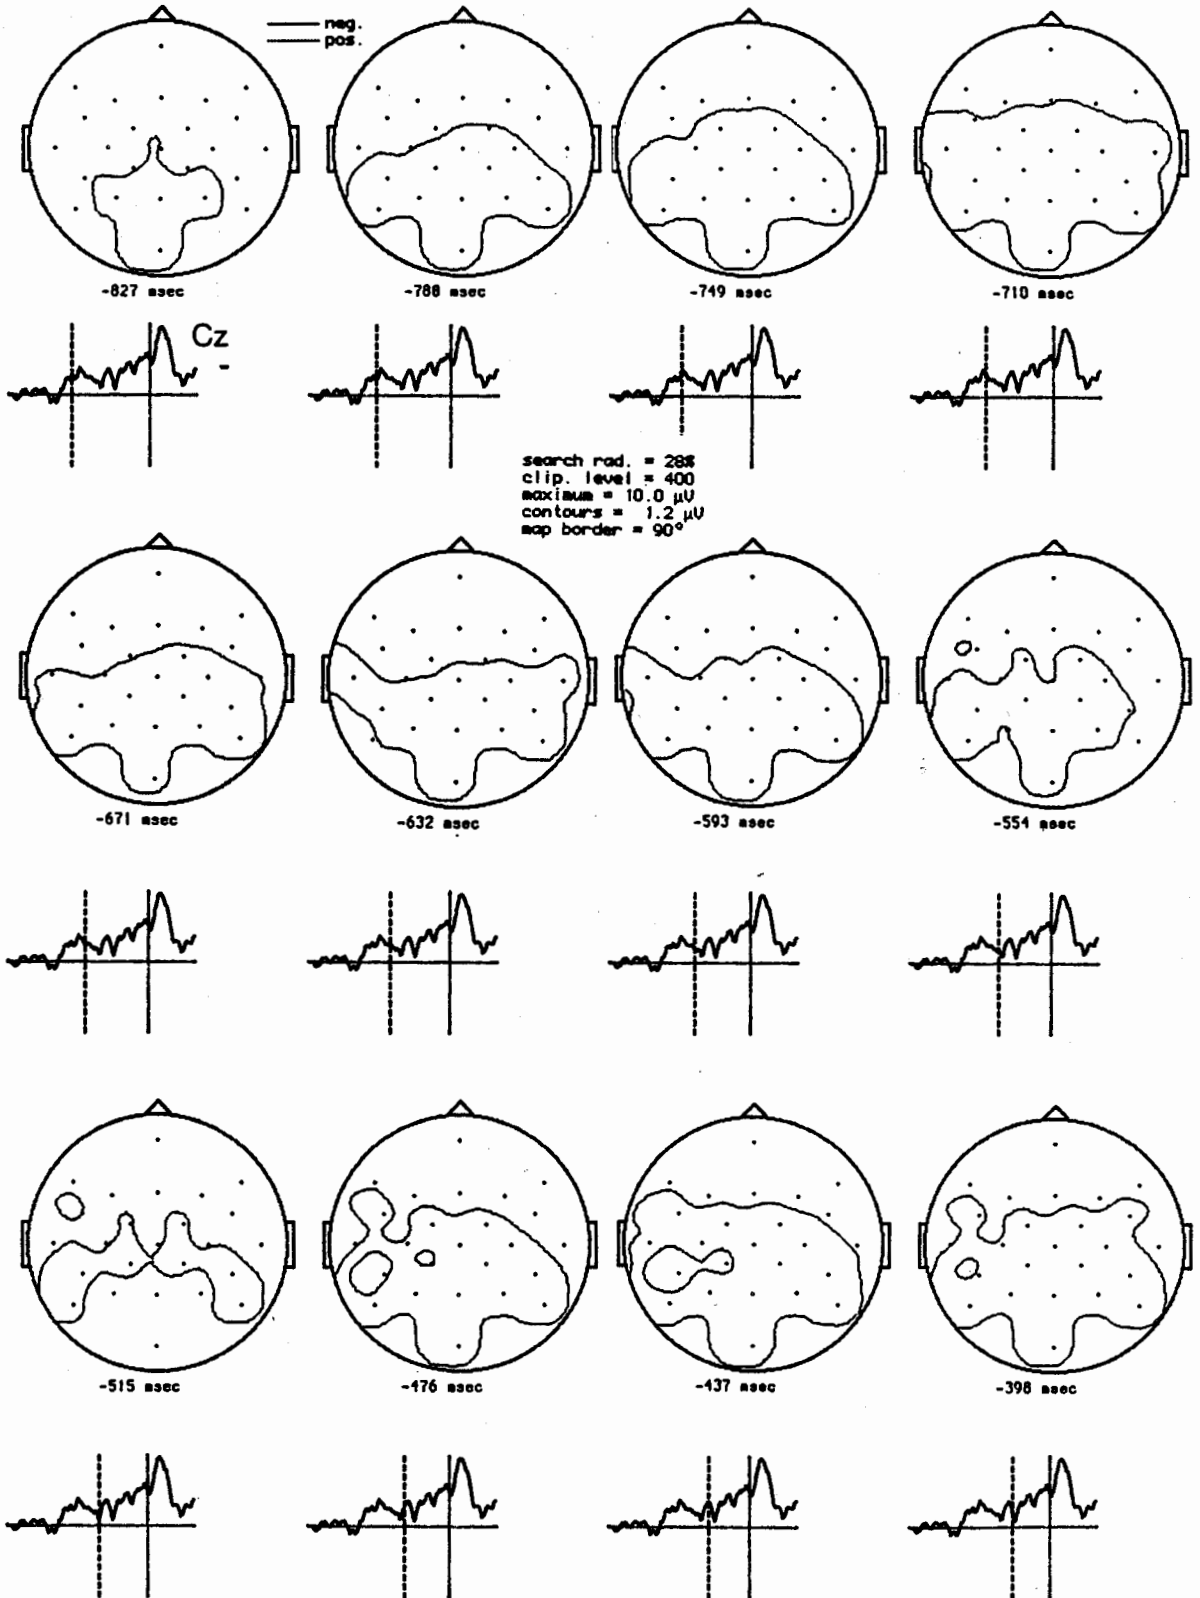 neg.
pos.
-827 msec
-788 msec
-749 msec
-710 msec
Cz
-
search rad. = 28%
clip. level = 400
maximum = 10.0 µV
contours = 1.2 µV
map border = 90°
-671 msec
-632 msec
-593 msec
-554 msec
-515 msec
-476 msec
-437 msec
-398 msec